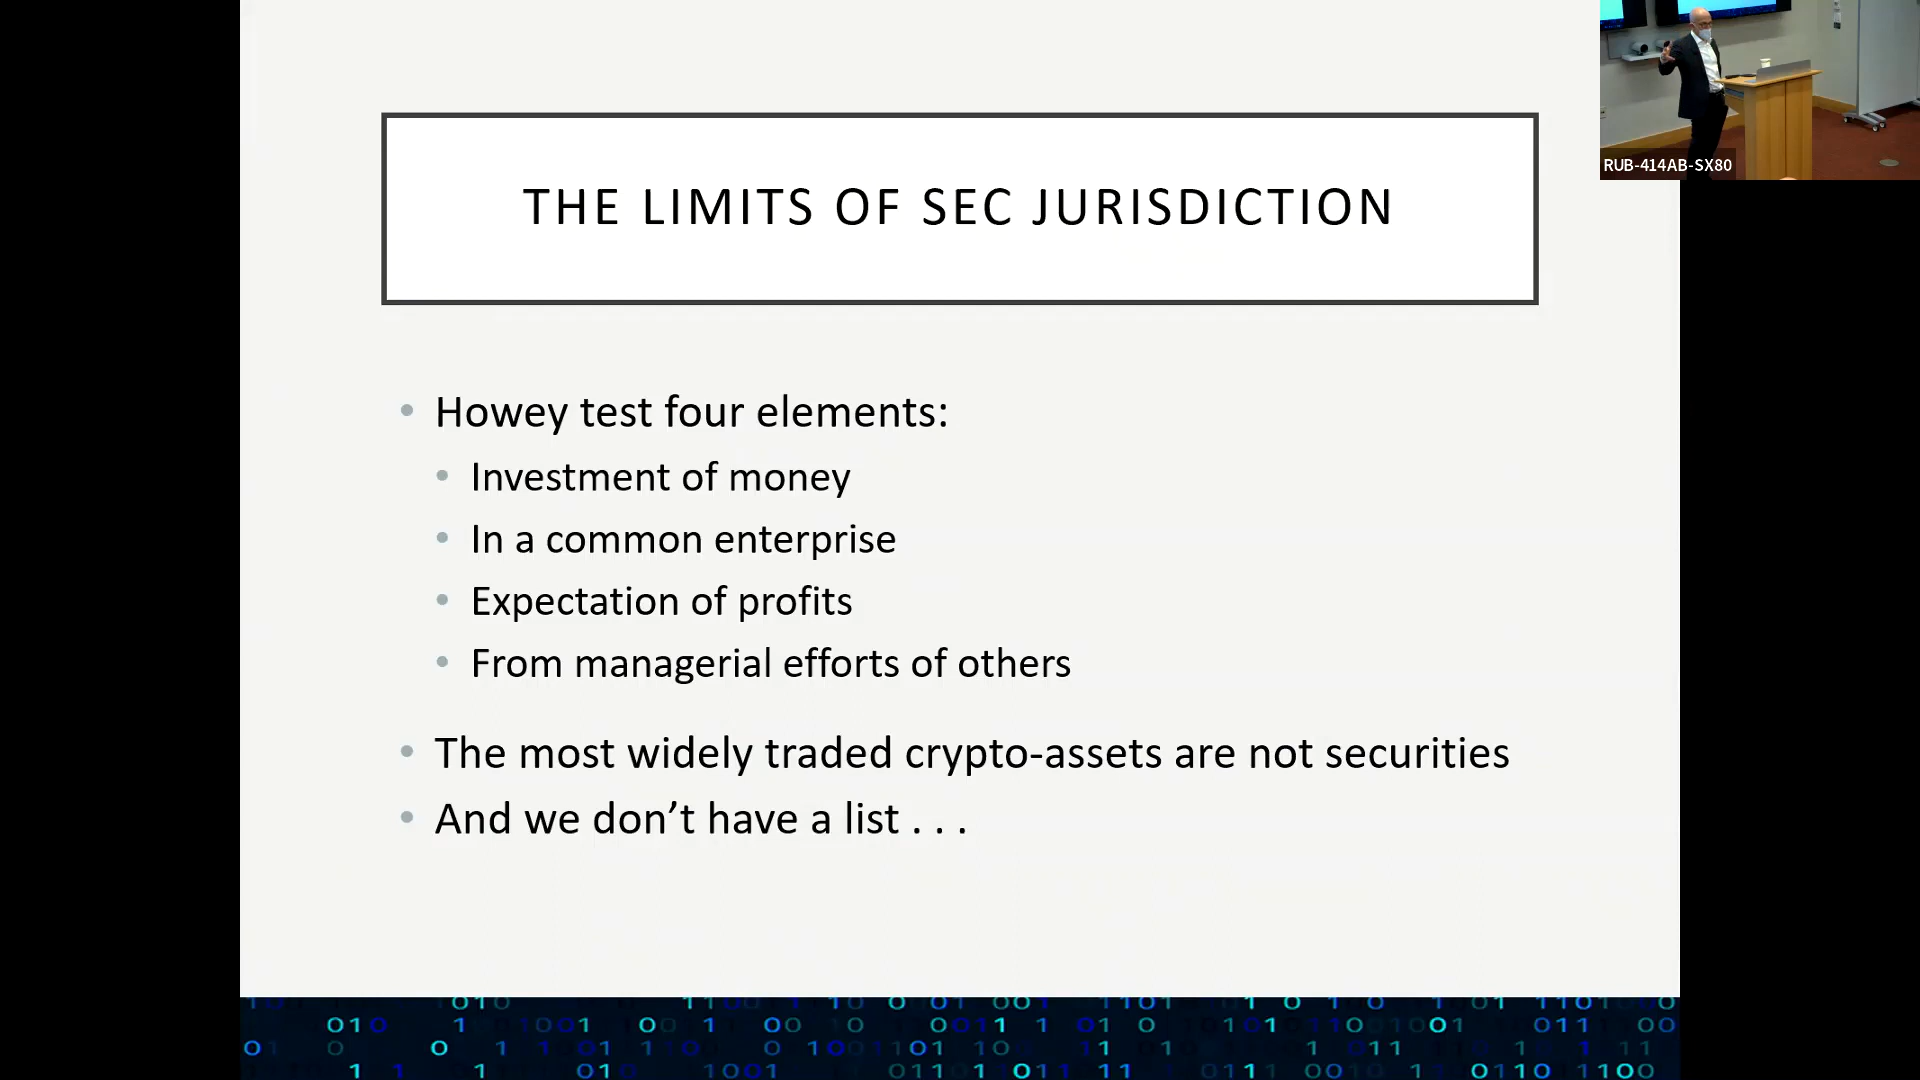 THE LIMITS OF SEC JURISDICTION
RUB-414AB-SX80
• Howey test four elements:
• Investment of money
• In a common enterprise
• Expectation of profits
• From managerial efforts of others
• The most widely traded crypto-assets are not securities
• And we don’t have a list . . .